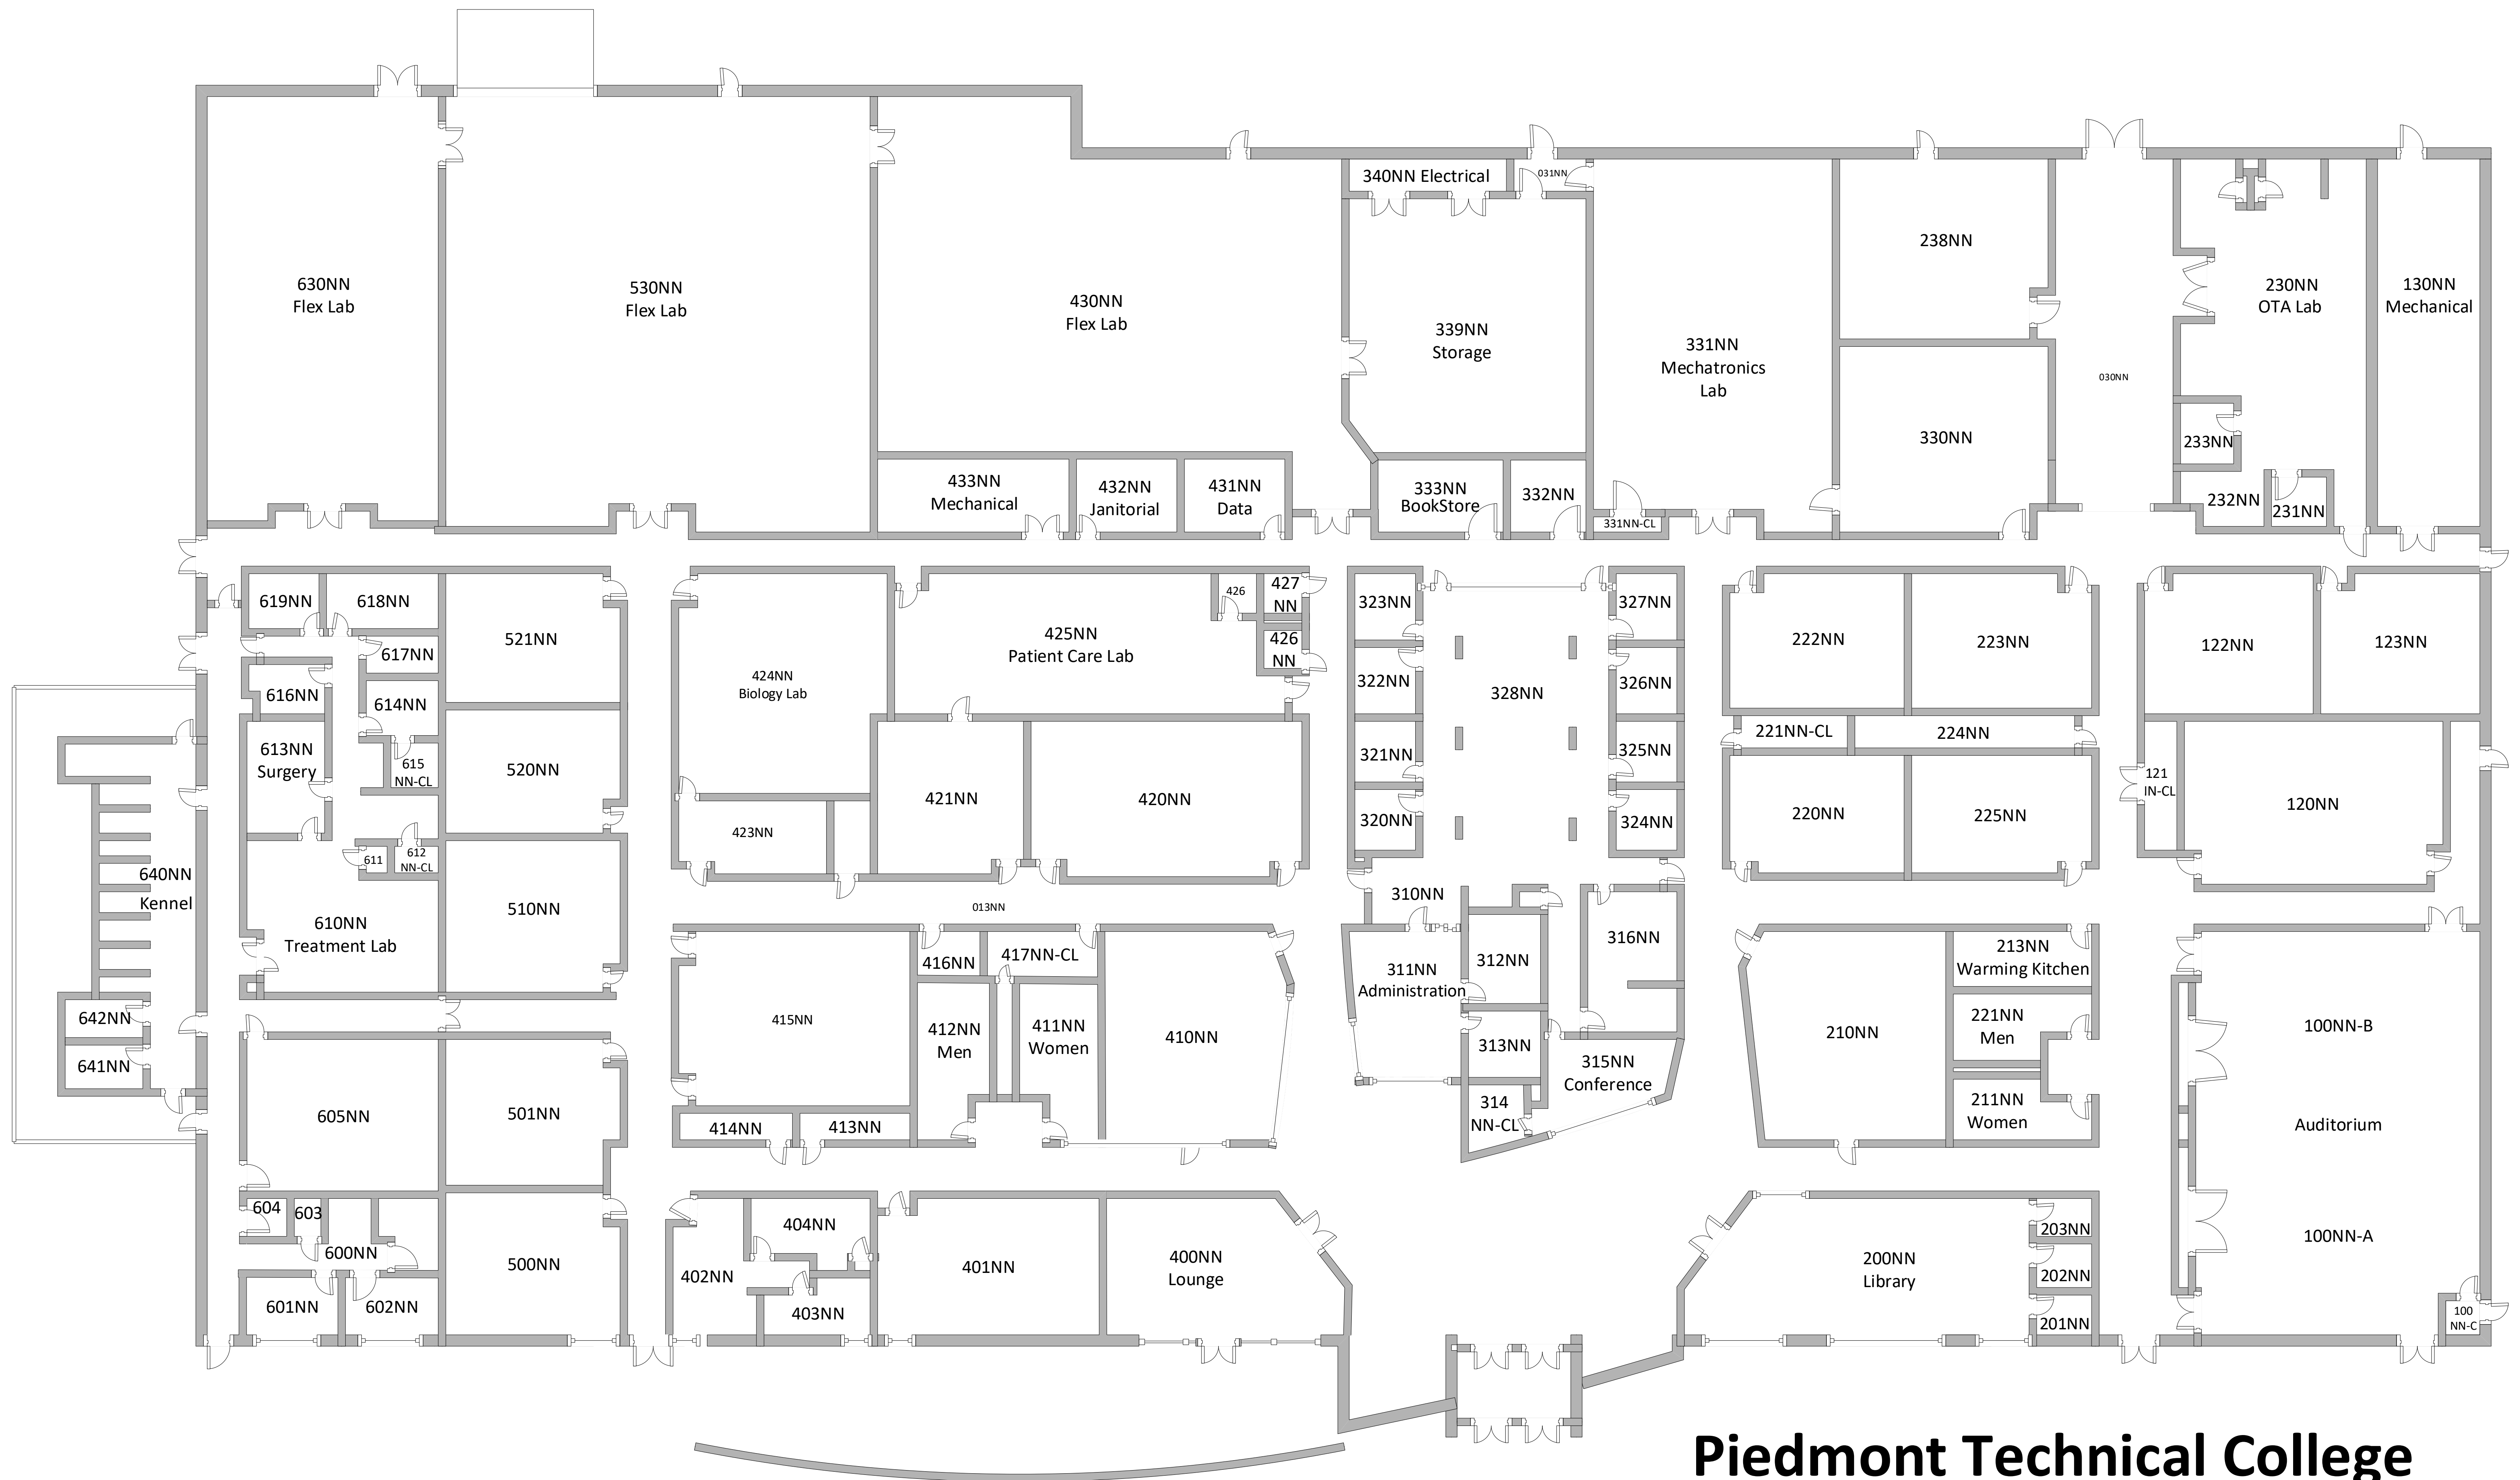 340NN Electrical
031NN
238NN
630NN
Flex Lab
530NN
Flex Lab
430NN
Flex Lab
339NN
Storage
331NN
Mechatronics
Lab
230NN
OTA Lab
130NN
Mechanical
030NN
330NN
233NN
433NN
Mechanical
432NN
Janitorial
431NN
Data
333NN
BookStore
332NN
331NN-CL
232NN
231NN
619NN
618NN
521NN
617NN
616NN
614NN
613NN
Surgery
615
NN-CL
520NN
611
612
NN-CL
510NN
610NN
Treatment Lab
640NN
Kennel
642NN
641NN
424NN
Biology Lab
425NN
Patient Care Lab
426
427
NN
426
NN
421NN
420NN
423NN
013NN
323NN
322NN
321NN
320NN
328NN
327NN
326NN
325NN
324NN
222NN
223NN
221NN-CL
224NN
220NN
225NN
122NN
123NN
121
IN-CL
120NN
310NN
311NN
Administration
312NN
313NN
314
NN-CL
315NN
Conference
316NN
415NN
416NN
417NN-CL
412NN
Men
411NN
Women
410NN
414NN
413NN
210NN
213NN
Warming Kitchen
221NN
Men
211NN
Women
100NN-B
Auditorium
100NN-A
100
NN-C
605NN
501NN
604
603
600NN
601NN
602NN
500NN
402NN
404NN
403NN
401NN
400NN
Lounge
200NN
Library
203NN
202NN
201NN
Piedmont Technical College